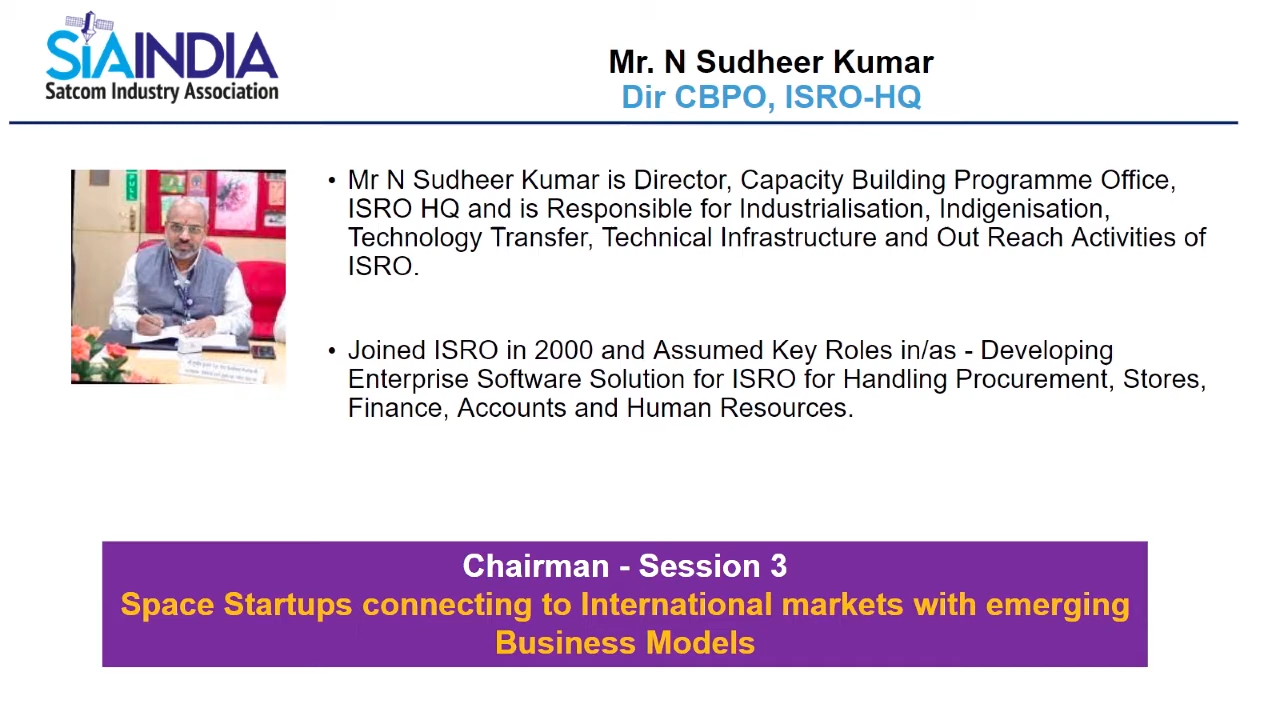 SIAINDIA
Satcom Industry Association
Mr. N Sudheer Kumar
Dir CBPO, ISRO-HQ
PULL
• Mr N Sudheer Kumar is Director, Capacity Building Programme Office,
ISRO HQ and is Responsible for Industrialisation, Indigenisation,
Technology Transfer, Technical Infrastructure and Out Reach Activities of
ISRO.
• Joined ISRO in 2000 and Assumed Key Roles in/as - Developing
Enterprise Software Solution for ISRO for Handling Procurement, Stores,
Finance, Accounts and Human Resources.
Chairman - Session 3
Space Startups connecting to International markets with emerging
Business Models